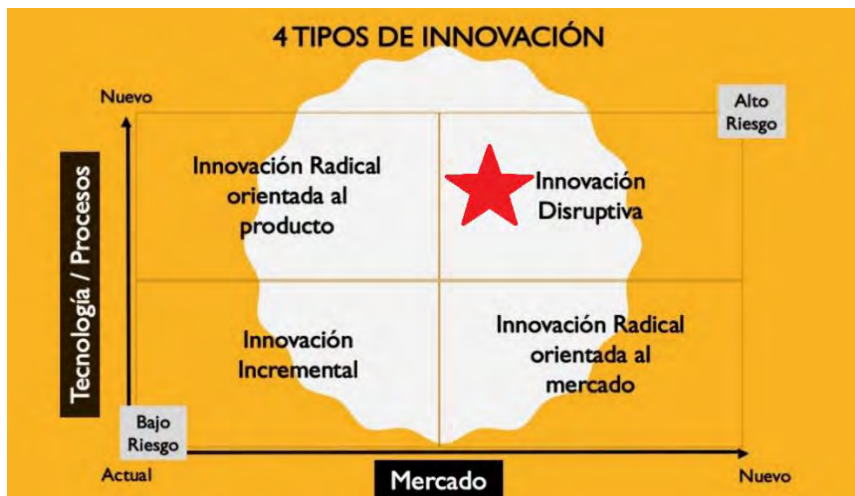 4 TIPOS DE INNOVACIÓN
Nuevo
Alto
Riesgo
Tecnología / Procesos
Innovación Radical
orientada al
producto
Innovación
Disruptiva
Innovación
Incremental
Innovación Radical
orientada al
mercado
Bajo
Riesgo
Actual
Mercado
Nuevo